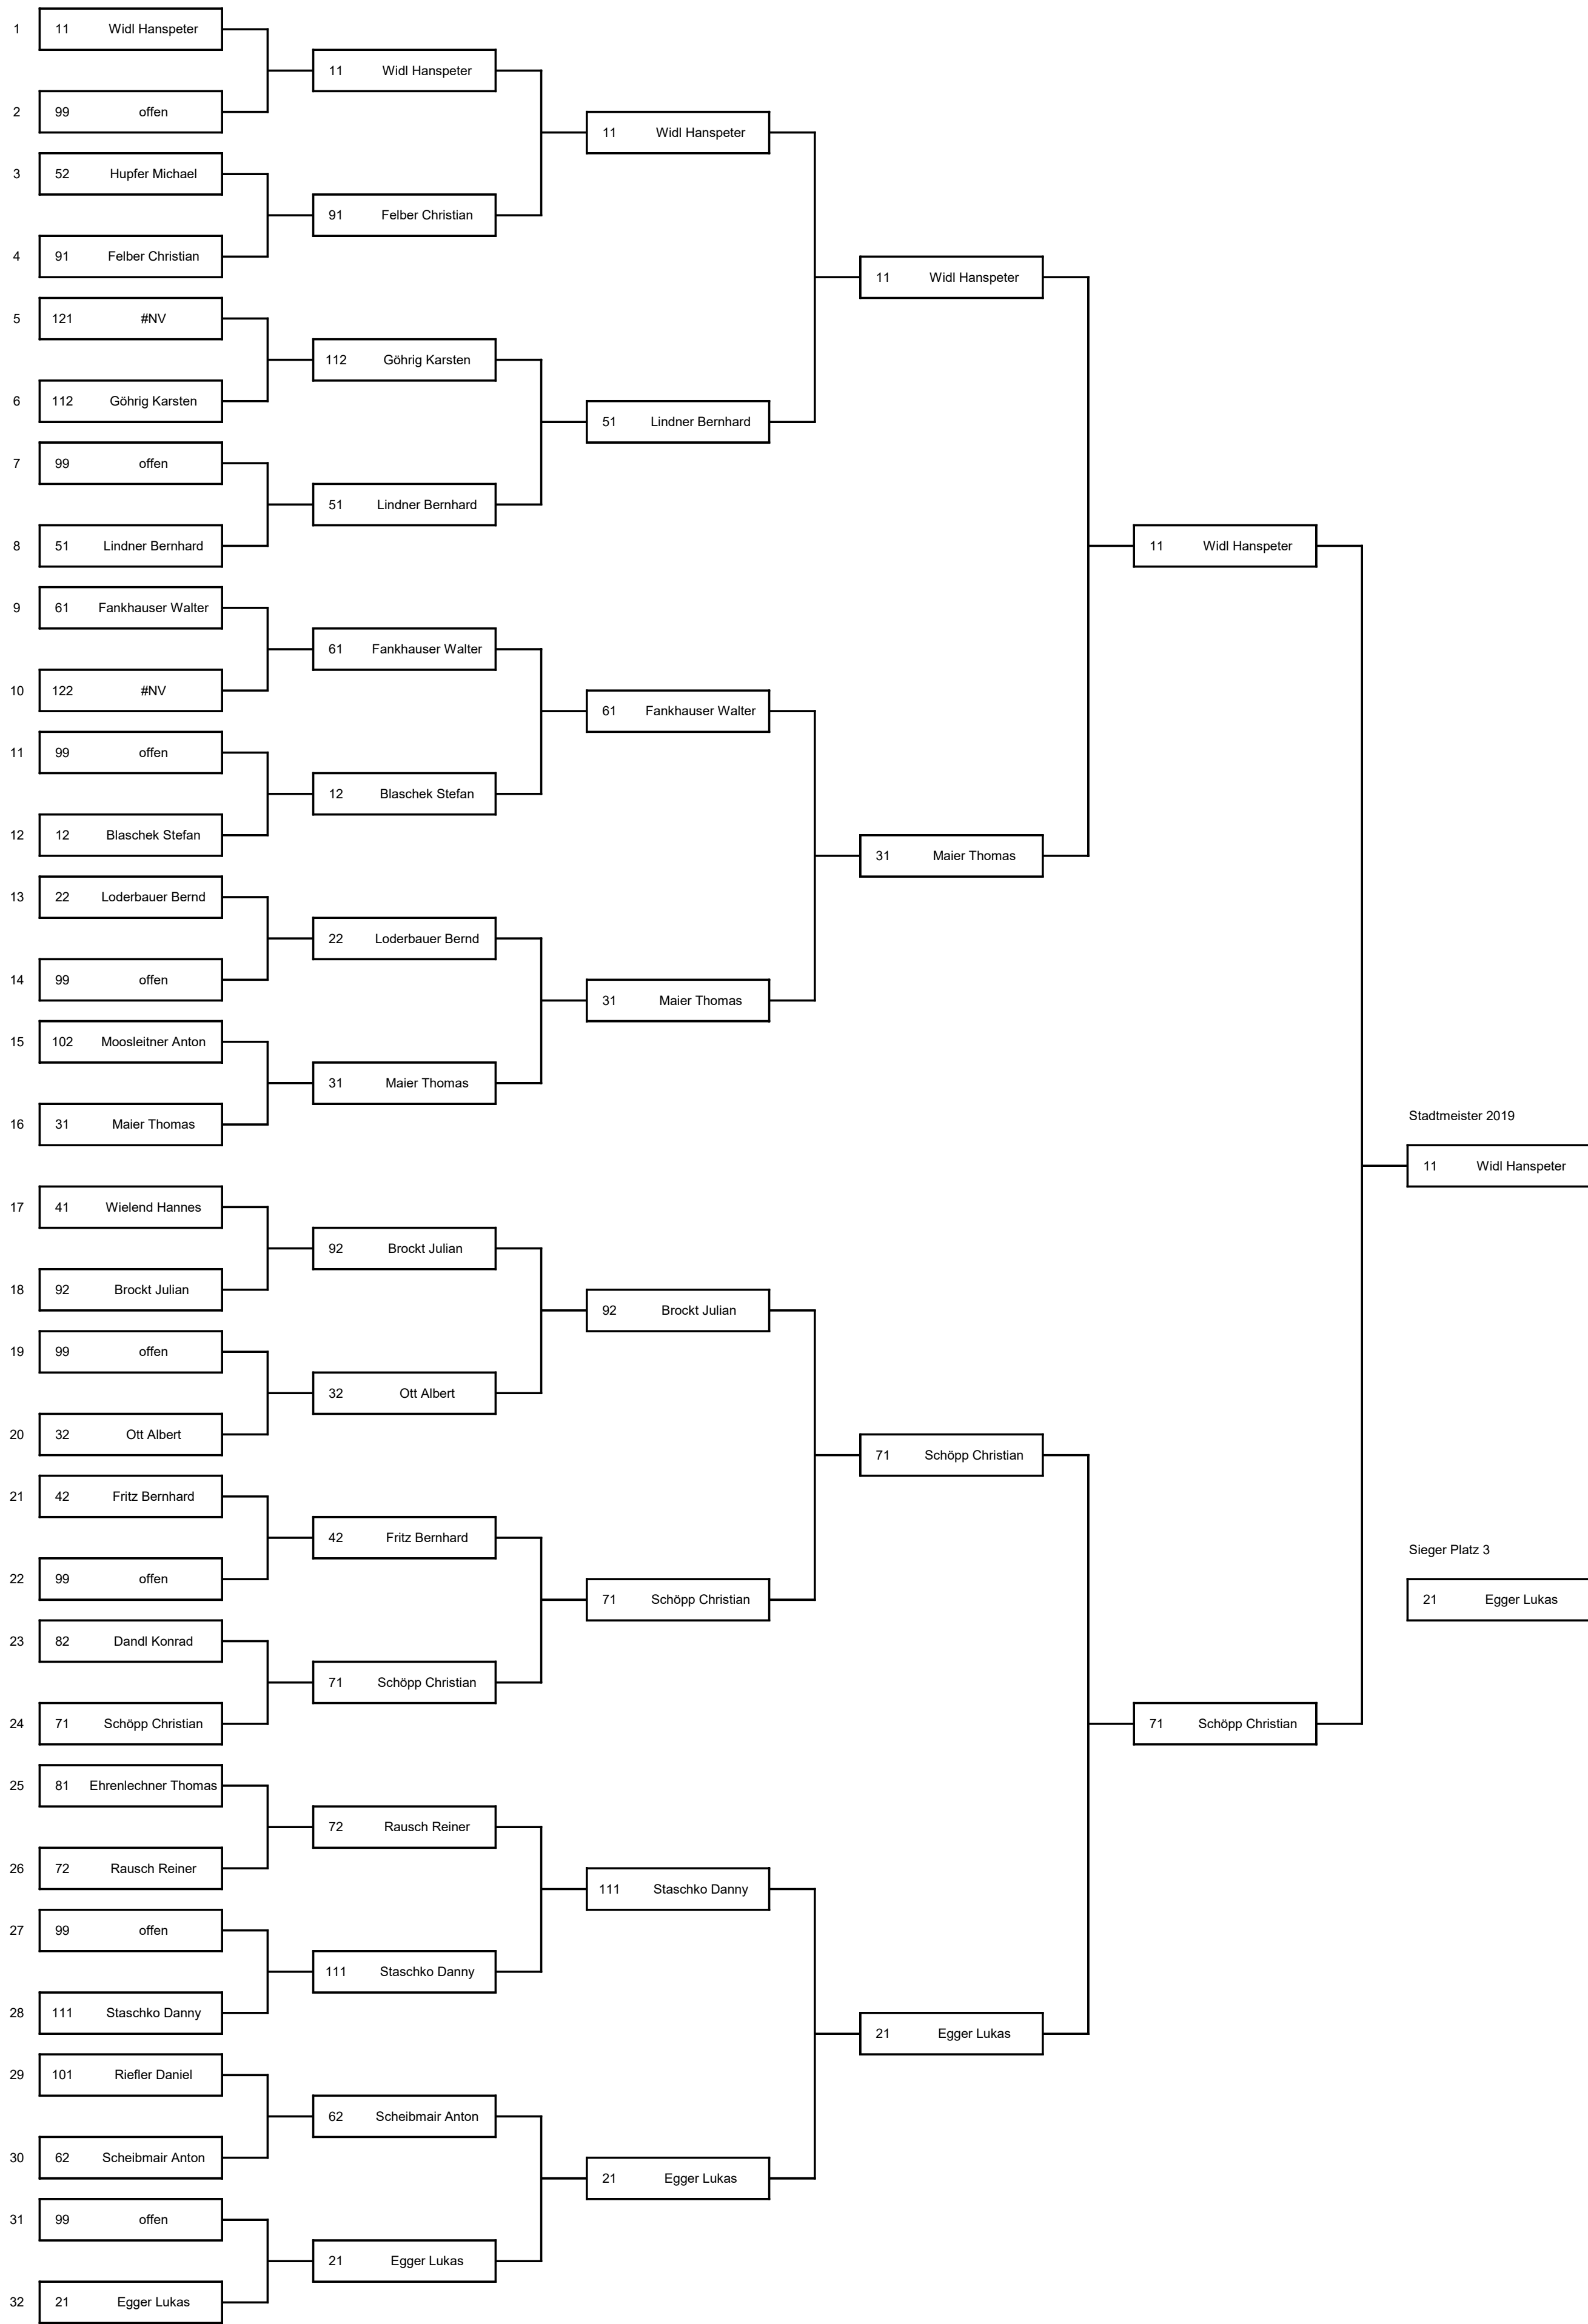 1 11 Widl Hanspeter
11 Widl Hanspeter
2 99 offen
11 Widl Hanspeter
3 52 Hupfer Michael
91 Felber Christian
4 91 Felber Christian
11 Widl Hanspeter
5 121 #NV
112 Göhrig Karsten
6 112 Göhrig Karsten
51 Lindner Bernhard
7 99 offen
51 Lindner Bernhard
8 51 Lindner Bernhard
11 Widl Hanspeter
9 61 Fankhauser Walter
61 Fankhauser Walter
10 122 #NV
61 Fankhauser Walter
11 99 offen
12 Blaschek Stefan
12 12 Blaschek Stefan
31 Maier Thomas
13 22 Loderbauer Bernd
22 Loderbauer Bernd
14 99 offen
31 Maier Thomas
15 102 Moosleitner Anton
31 Maier Thomas
16 31 Maier Thomas
Stadtmeister 2019
11 Widl Hanspeter
17 41 Wielend Hannes
92 Brockt Julian
18 92 Brockt Julian
92 Brockt Julian
19 99 offen
32 Ott Albert
20 32 Ott Albert
71 Schöpp Christian
21 42 Fritz Bernhard
42 Fritz Bernhard
Sieger Platz 3
22 99 offen
71 Schöpp Christian
21 Egger Lukas
23 82 Dandl Konrad
71 Schöpp Christian
24 71 Schöpp Christian
71 Schöpp Christian
25 81 Ehrenlechner Thomas
72 Rausch Reiner
26 72 Rausch Reiner
111 Staschko Danny
27 99 offen
111 Staschko Danny
28 111 Staschko Danny
21 Egger Lukas
29 101 Riefler Daniel
62 Scheibmair Anton
30 62 Scheibmair Anton
21 Egger Lukas
31 99 offen
21 Egger Lukas
32 21 Egger Lukas